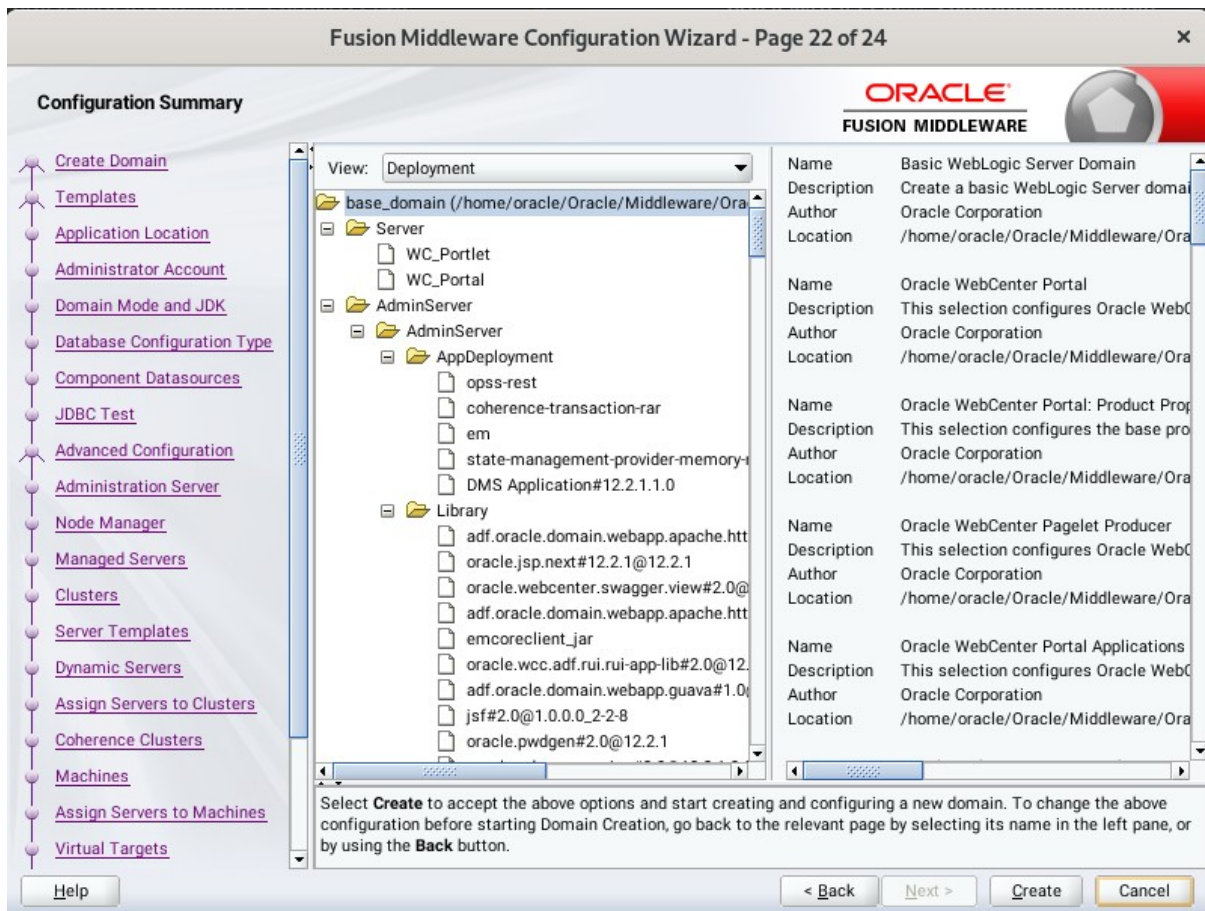 Fusion Middleware Configuration Wizard - Page 22 of 24
Configuration Summary
ORACLE
FUSION MIDDLEWARE
Create Domain
Templates
Application Location
Administrator Account
Domain Mode and JDK
Database Configuration Type
Component Datasources
JDBC Test
Advanced Configuration
Administration Server
Node Manager
Managed Servers
Clusters
Server Templates
Dynamic Servers
Assign Servers to Clusters
Coherence Clusters
Machines
Assign Servers to Machines
Virtual Targets
View: Deployment
base_domain (/home/oracle/Oracle/Middleware/Ora
Server
WC_Portlet
WC_Portal
AdminServer
AdminServer
AppDeployment
opss-rest
coherence-transaction-rar
em
state-management-provider-memory-r
DMS Application#12.2.1.1.0
Library
adf.oracle.domain.webapp.apache.htt
oracle.jsp.next#12.2.1@12.2.1
oracle.webcenter.swagger.view#2.0@
adf.oracle.domain.webapp.apache.htt
emcoreclient_jar
oracle.wcc.adf.rui.rui-app-lib#2.0@12.
adf.oracle.domain.webapp.guava#1.0@
jsf#2.0@1.0.0.0_2-2-8
oracle.pwdgen#2.0@12.2.1
Name Basic WebLogic Server Domain
Description Create a basic WebLogic Server domai
Author Oracle Corporation
Location /home/oracle/Oracle/Middleware/Ora
Name Oracle WebCenter Portal
Description This selection configures Oracle WebC
Author Oracle Corporation
Location /home/oracle/Oracle/Middleware/Ora
Name Oracle WebCenter Portal: Product Prop
Description This selection configures the base pro
Author Oracle Corporation
Location /home/oracle/Oracle/Middleware/Ora
Name Oracle WebCenter Pagelet Producer
Description This selection configures Oracle WebC
Author Oracle Corporation
Location /home/oracle/Oracle/Middleware/Ora
Name Oracle WebCenter Portal Applications
Description This selection configures Oracle WebC
Author Oracle Corporation
Location /home/oracle/Oracle/Middleware/Ora
Select Create to accept the above options and start creating and configuring a new domain. To change the above
configuration before starting Domain Creation, go back to the relevant page by selecting its name in the left pane, or
by using the Back button.
Help
< Back
Next >
Create
Cancel